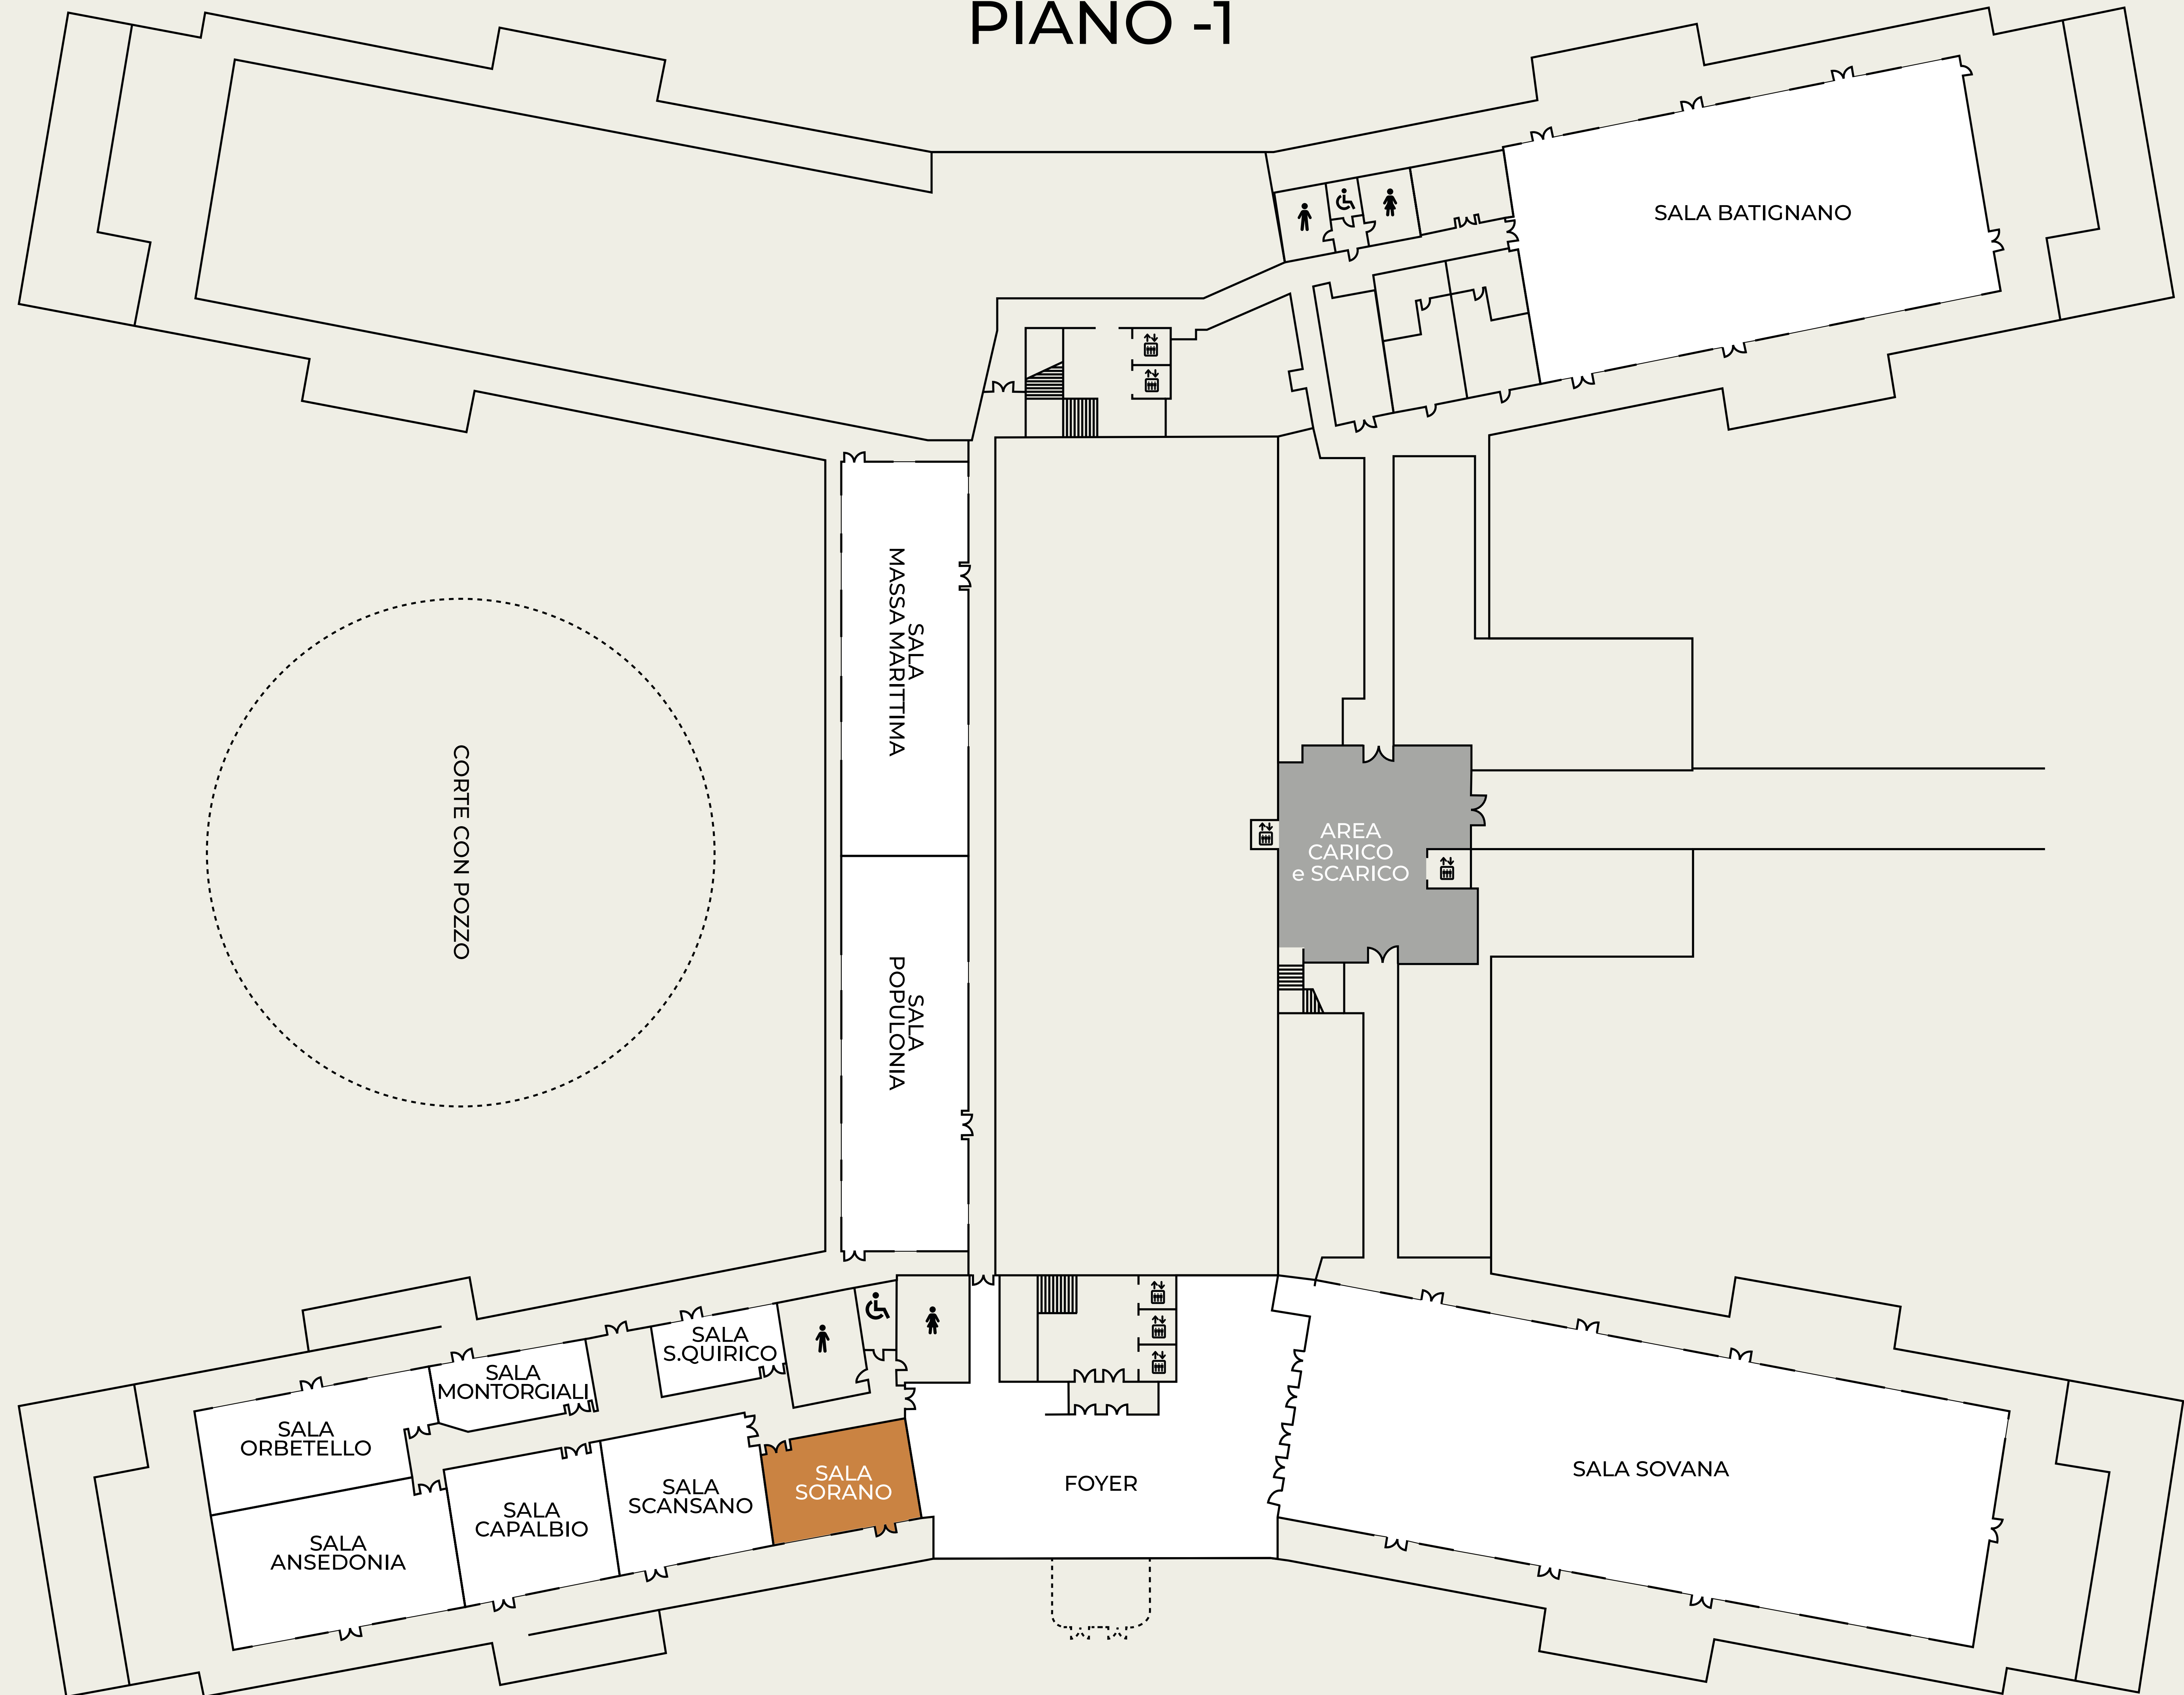 PIANO -1
SALA BATIGNANO
SALA
MASSA MARITTIMA
CORTE CON POZZO
AREA
CARICO
e SCARICO
SALA
POPULONIA
SALA
S.QUIRICO
SALA
MONTORGIALI
SALA
ORBETELLO
SALA
ANSEDONIA
SALA
CAPALBIO
SALA
SCANSANO
SALA
SORANO
FOYER
SALA SOVANA